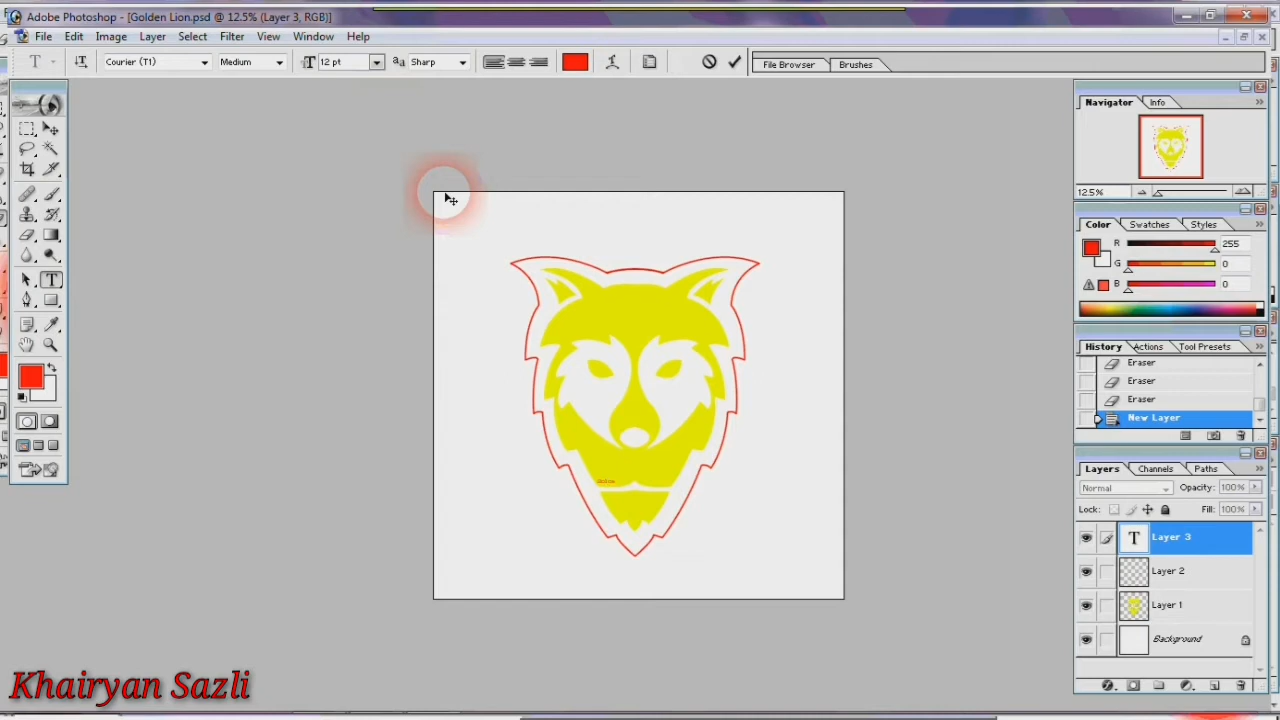 Adobe Photoshop - [Golden Lion.psd @ 12.5% (Layer 3, RGB)]
File Edit Image Layer Select Filter View Window Help
T Courier (T1) Medium T 12 pt aa Sharp File Browser Brushes
Navigator Info
12.5%
Color Swatches Styles
R 255
G 0
B 0
History Actions Tool Presets
Eraser
Eraser
Eraser
New Layer
Layers Channels Paths
Normal Opacity: 100%
Lock: Fill: 100%
T Layer 3
Layer 2
Layer 1
Background
Khairyan Sazli